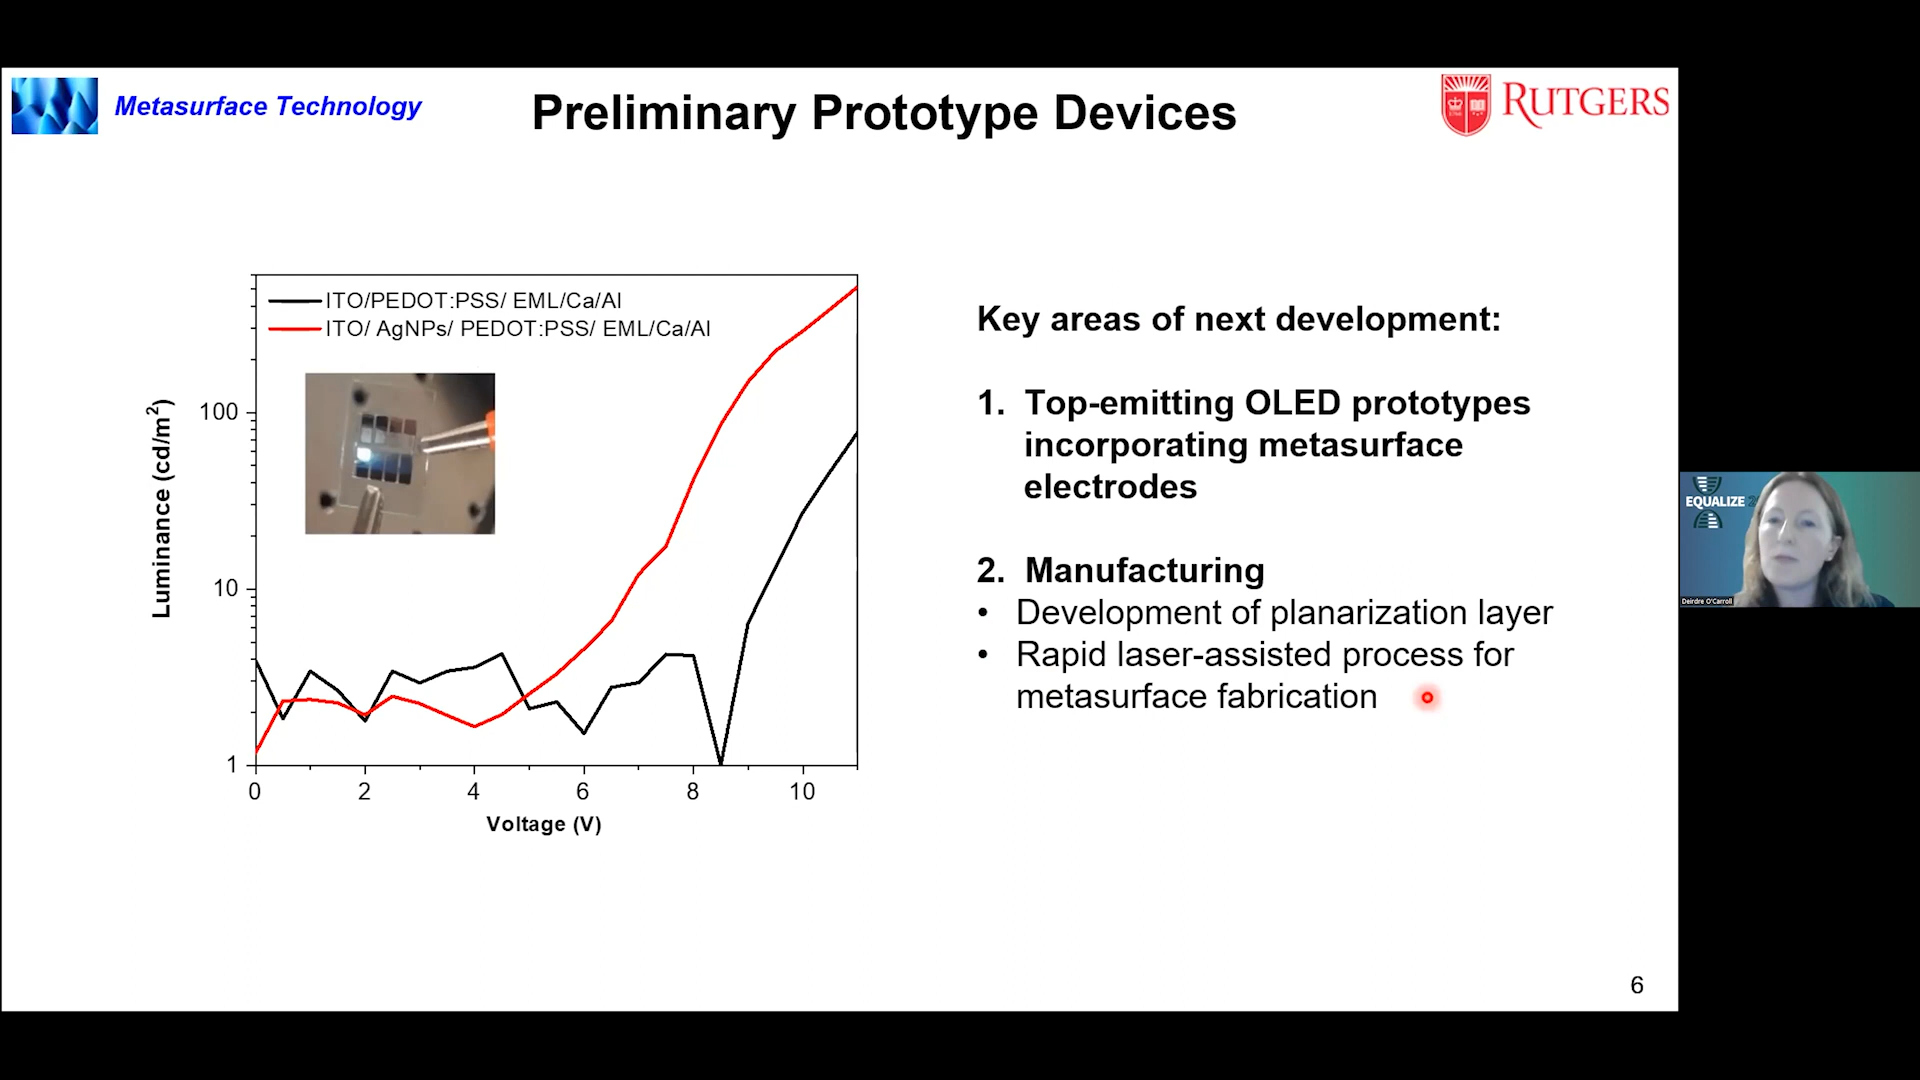 Metasurface Technology
Preliminary Prototype Devices
RUTGERS
ITO/PEDOT:PSS/ EML/Ca/Al
ITO/ AgNPs/ PEDOT:PSS/ EML/Ca/Al
Luminance (cd/m²)
100
10
1
0 2 4 6 8 10
Voltage (V)
Key areas of next development:
1. Top-emitting OLED prototypes
incorporating metasurface
electrodes
2. Manufacturing
• Development of planarization layer
• Rapid laser-assisted process for
metasurface fabrication
6
EQUALIZE
Deirdre O'Carroll